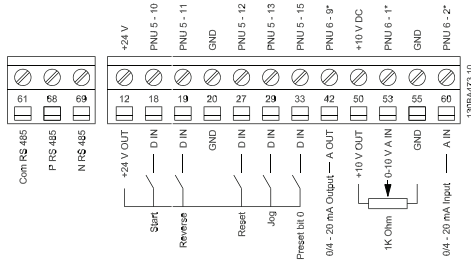 +24 V
PNU 5 - 10
PNU 5 - 11
GND
PNU 5 - 12
PNU 5 - 13
PNU 5 - 15
PNU 6 - 9*
+10 V DC
PNU 6 - 1*
GND
PNU 6 - 2*
61
68
69
12
18
19
20
27
29
33
42
50
53
55
60
130BA473.10
Com RS 485
P RS 485
N RS 485
+24 V OUT
D IN
D IN
GND
D IN
D IN
D IN
A OUT
+10 V OUT
0-10 V A IN
GND
A IN
Start
Reverse
Reset
Jog
Preset bit 0
0/4 - 20 mA Output
1K Ohm
0/4 - 20 mA Input